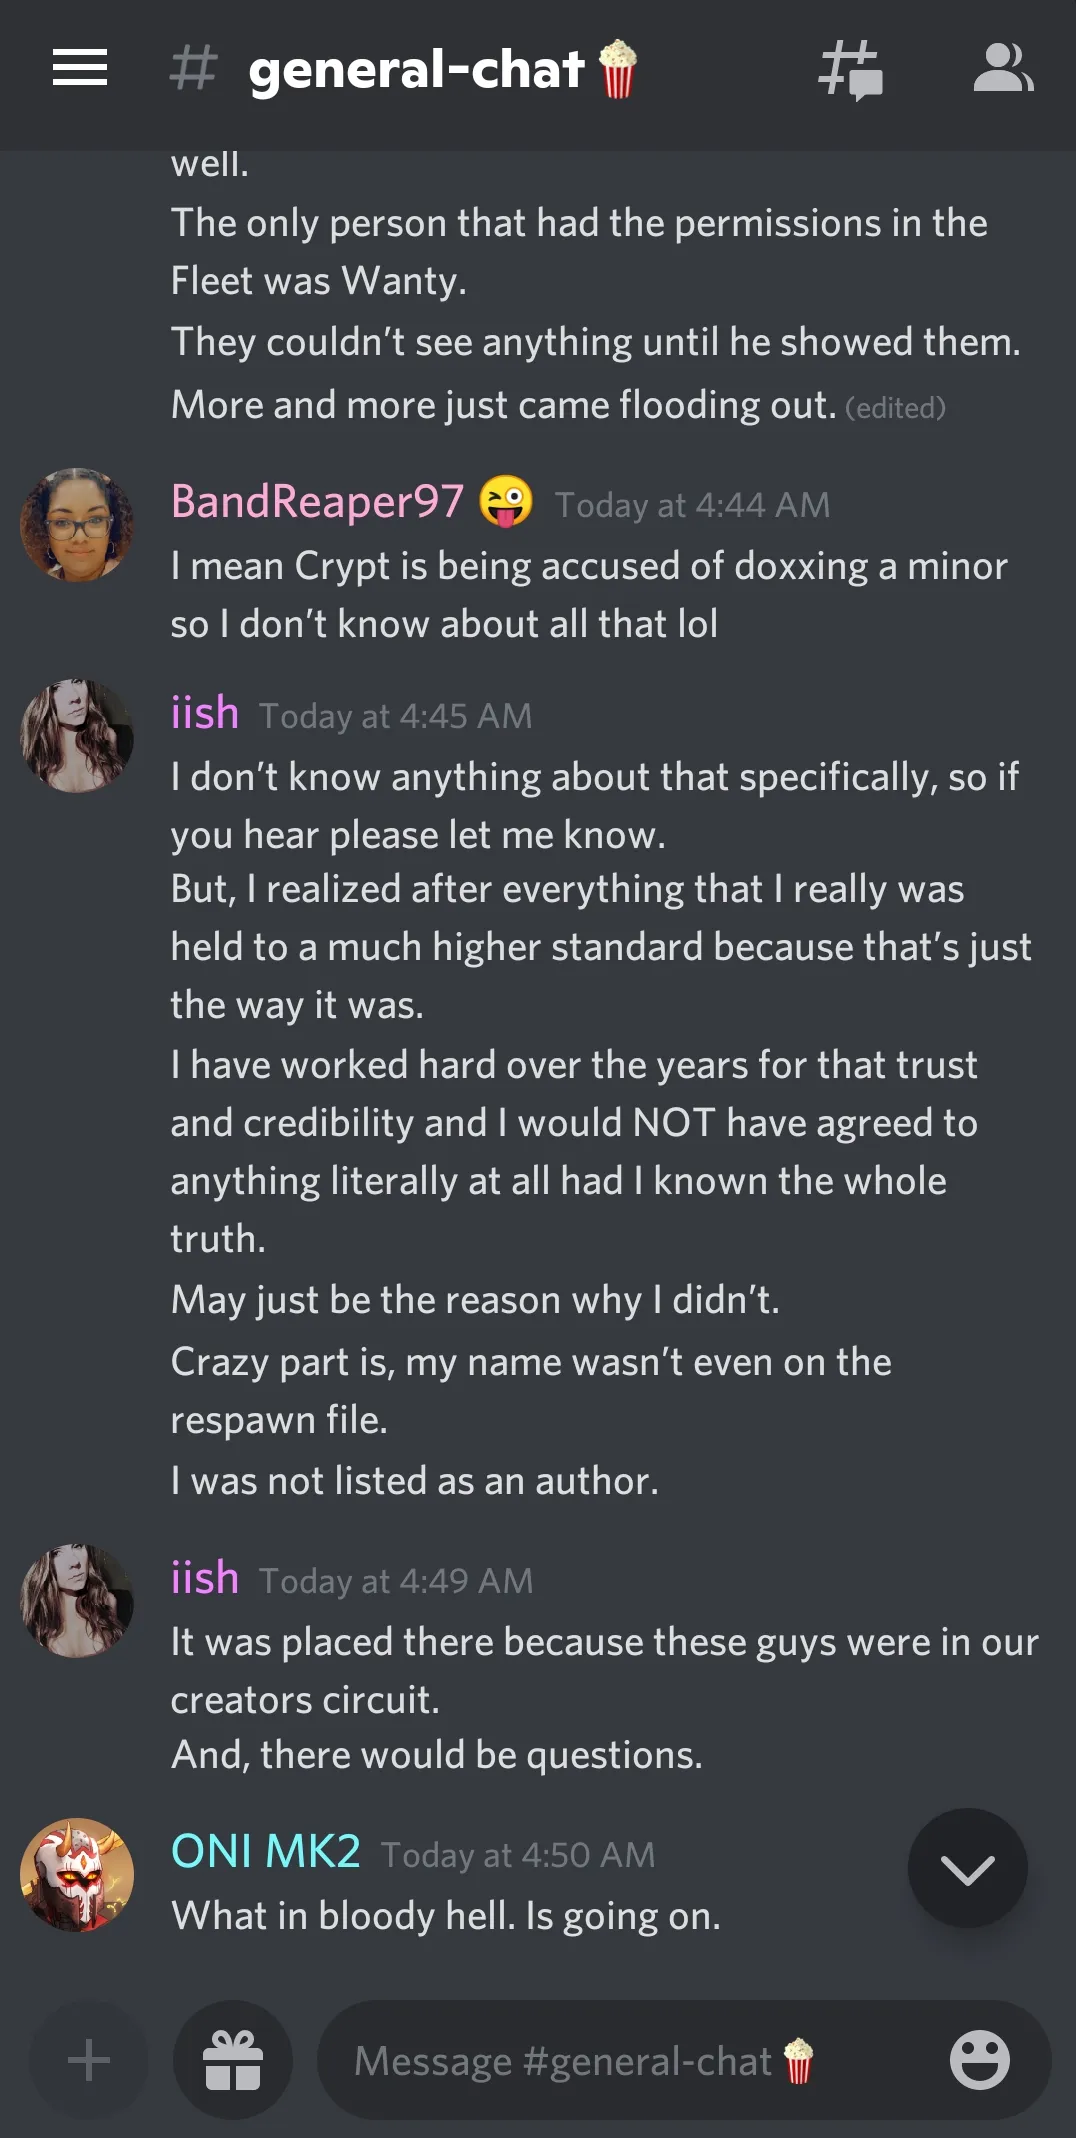 # general-chat🍿
well.
The only person that had the permissions in the
Fleet was Wanty.
They couldn’t see anything until he showed them.
More and more just came flooding out. (edited)
BandReaper97 😜 Today at 4:44 AM
I mean Crypt is being accused of doxxing a minor
so I don’t know about all that lol
iish Today at 4:45 AM
I don’t know anything about that specifically, so if
you hear please let me know.
But, I realized after everything that I really was
held to a much higher standard because that’s just
the way it was.
I have worked hard over the years for that trust
and credibility and I would NOT have agreed to
anything literally at all had I known the whole
truth.
May just be the reason why I didn’t.
Crazy part is, my name wasn’t even on the
respawn file.
I was not listed as an author.
iish Today at 4:49 AM
It was placed there because these guys were in our
creators circuit.
And, there would be questions.
ONI MK2 Today at 4:50 AM
What in bloody hell. Is going on.
Message #general-chat🍿